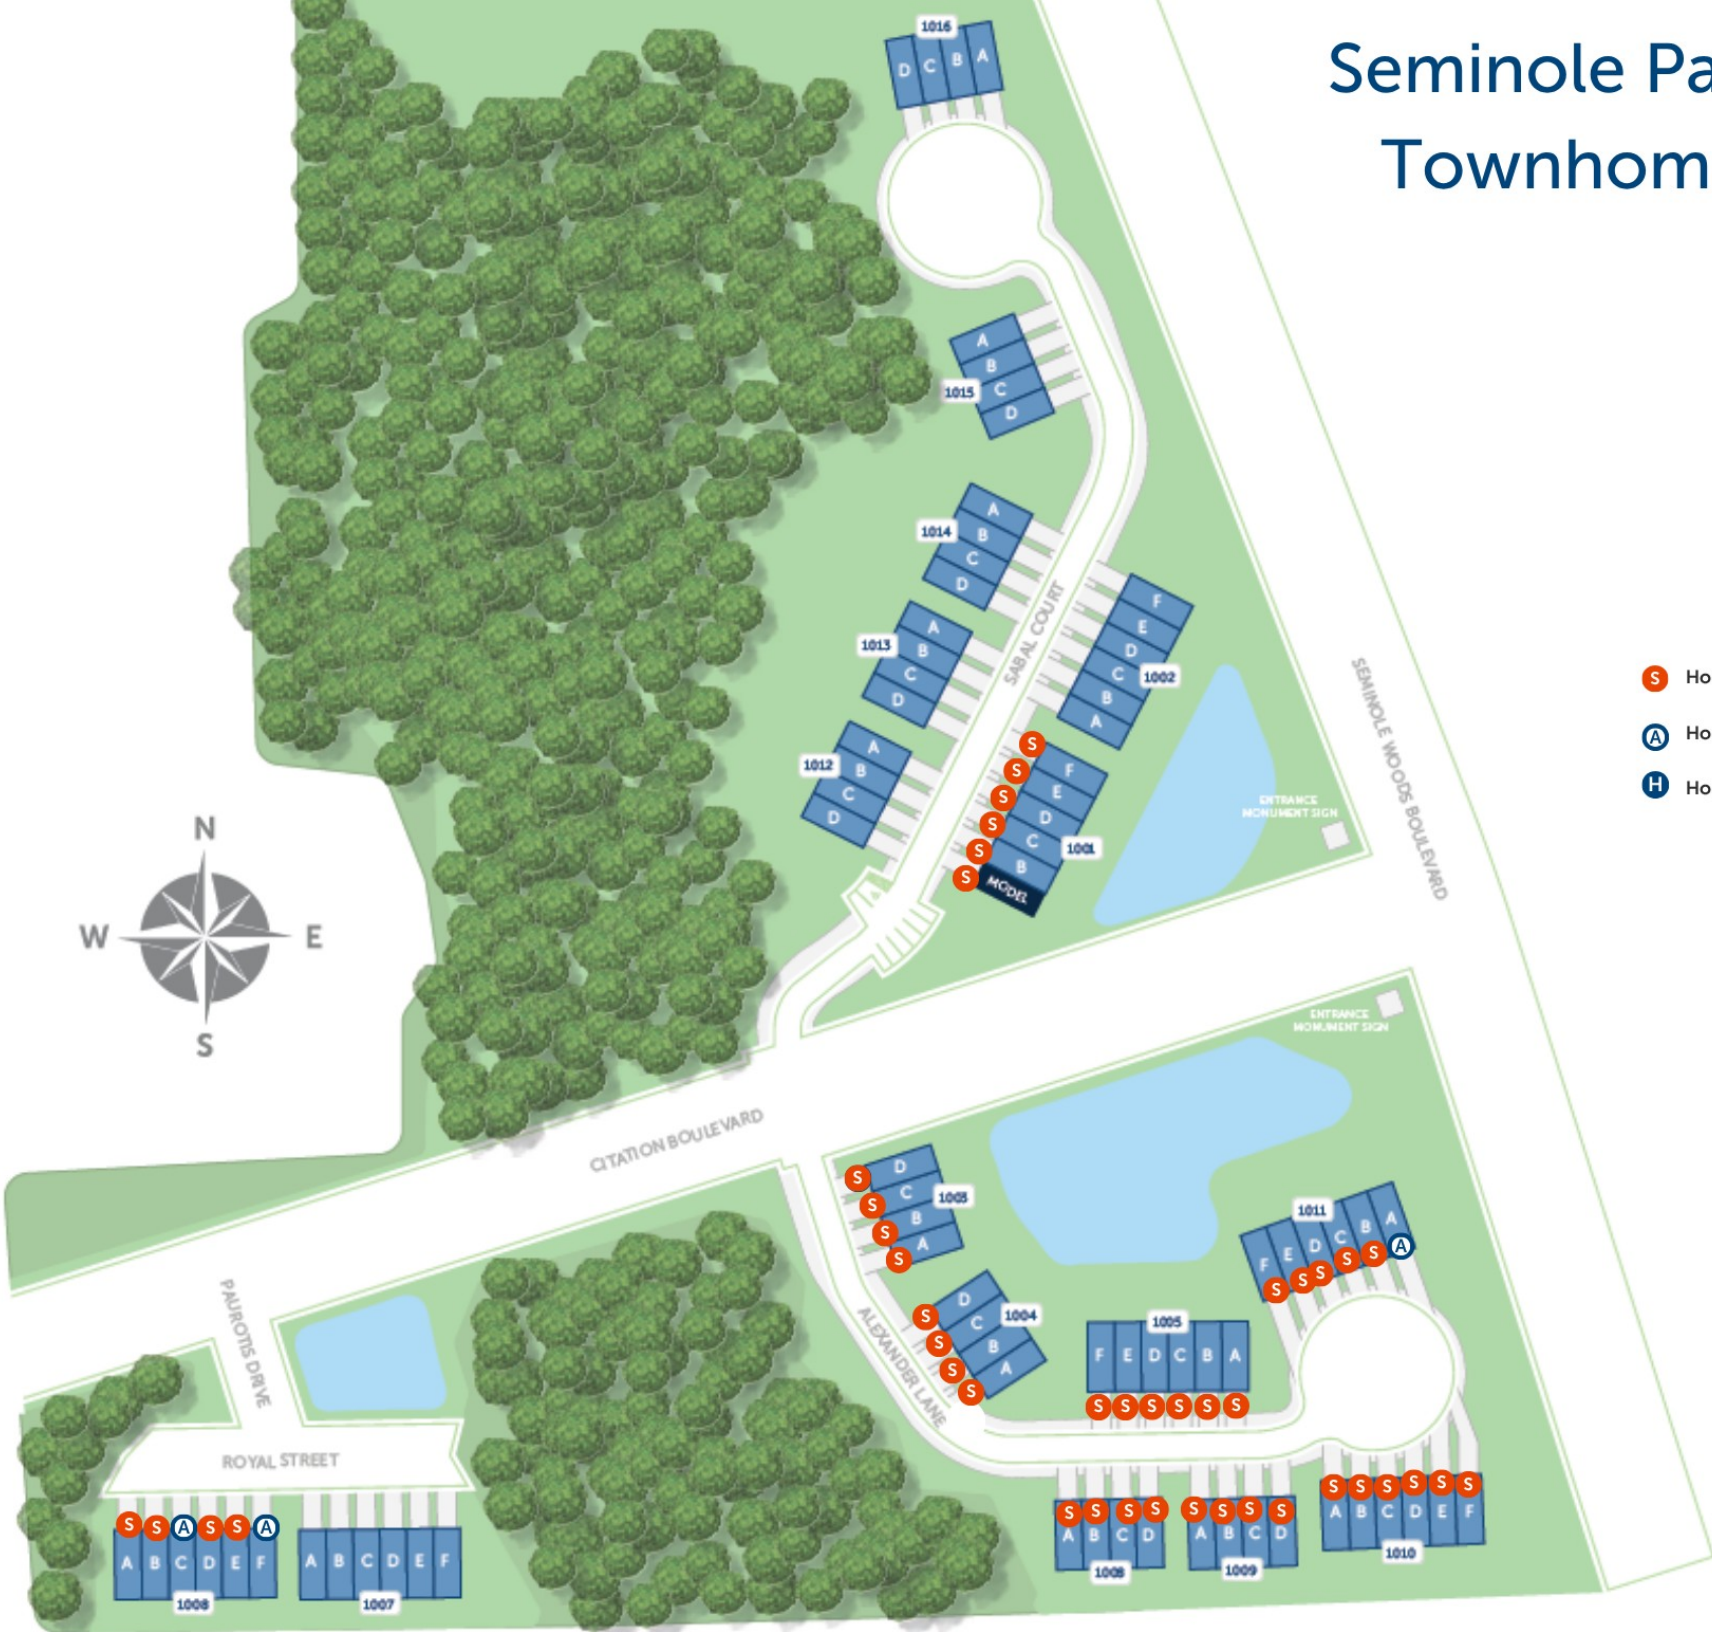 Seminole Pa
Townhom
1016
D C B A
A
B
C
D
1015
A
B
C
D
1014
SABAL COURT
F
E
D
C
B
A
1002
A
B
C
D
1013
A
B
C
D
1012
S
S
S
S
S
S
F
E
D
C
B
MODEL
1001
ENTRANCE
MONUMENT SIGN
SEMINOLE WOODS BOULEVARD
S Ho
A Ho
H Ho
N
W E
S
ENTRANCE
MONUMENT SIGN
CITATION BOULEVARD
S
S
S
S
D
C
B
A
1003
S
S
S
S
D
C
B
A
1004
ALEXANDER LANE
1011
F E D C B A
S S S S S A
1005
F E D C B A
S S S S S S
PAUROTIS DRIVE
ROYAL STREET
S S A S S A
A B C D E F
1008
A B C D E F
1007
S S S S
A B C D
1008
S S S S
A B C D
1009
S S S S S S
A B C D E F
1010